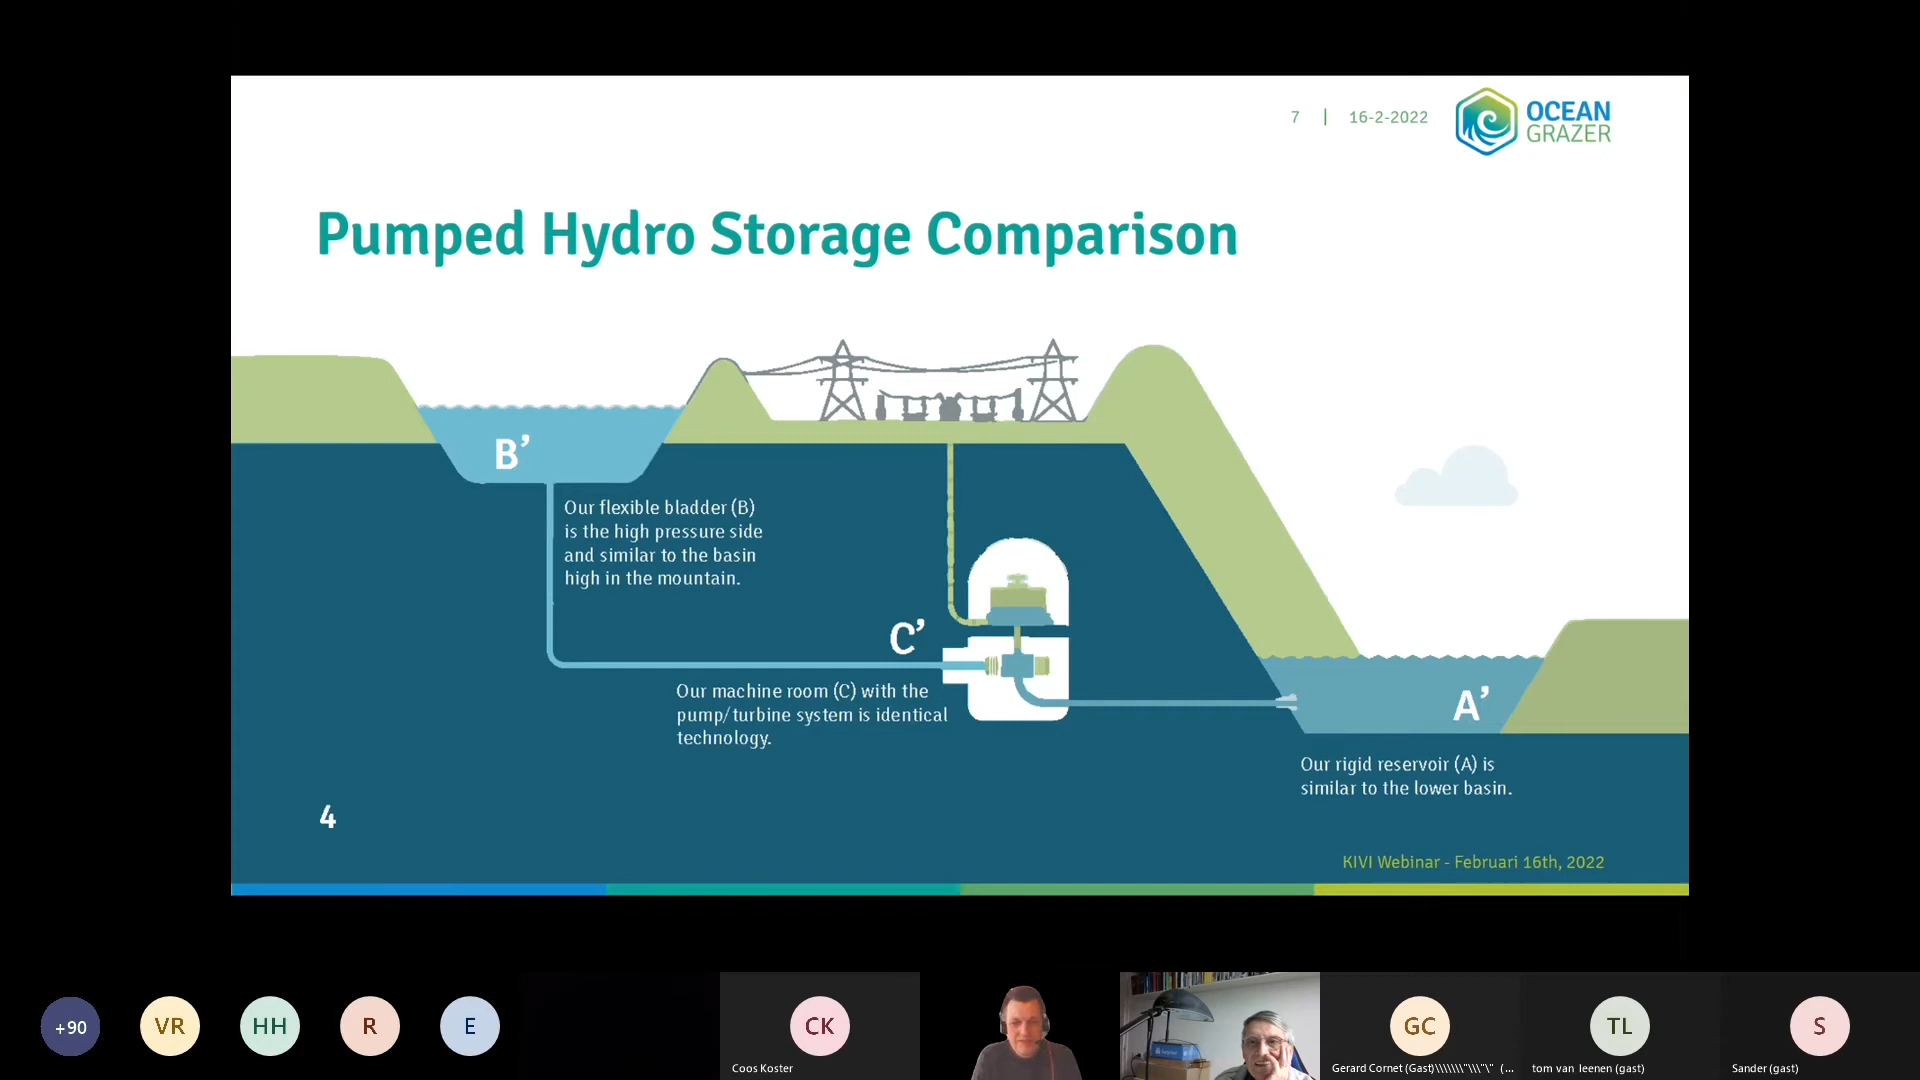 7 | 16-2-2022
OCEAN
GRAZER
Pumped Hydro Storage Comparison
B’
Our flexible bladder (B)
is the high pressure side
and similar to the basin
high in the mountain.
C’
Our machine room (C) with the
pump/turbine system is identical
technology.
A’
Our rigid reservoir (A) is
similar to the lower basin.
4
KIVI Webinar - Februari 16th, 2022
+90
VR
HH
R
E
CK
Coos Koster
GC
Gerard Cornet (Gast)\\\\\\\"\\\"\" (...
TL
tom van leenen (gast)
S
Sander (gast)